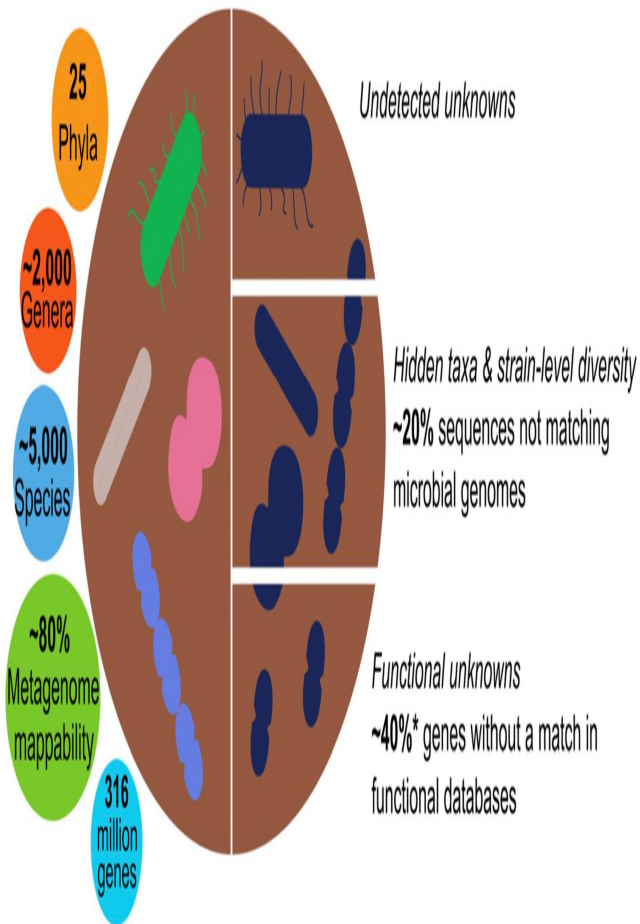 25
Phyla
~2,000
Genera
~5,000
Species
~80%
Metagenome
mappability
316
million
genes
Undetected unknowns
Hidden taxa & strain-level diversity
~20% sequences not matching
microbial genomes
Functional unknowns
~40%* genes without a match in
functional databases